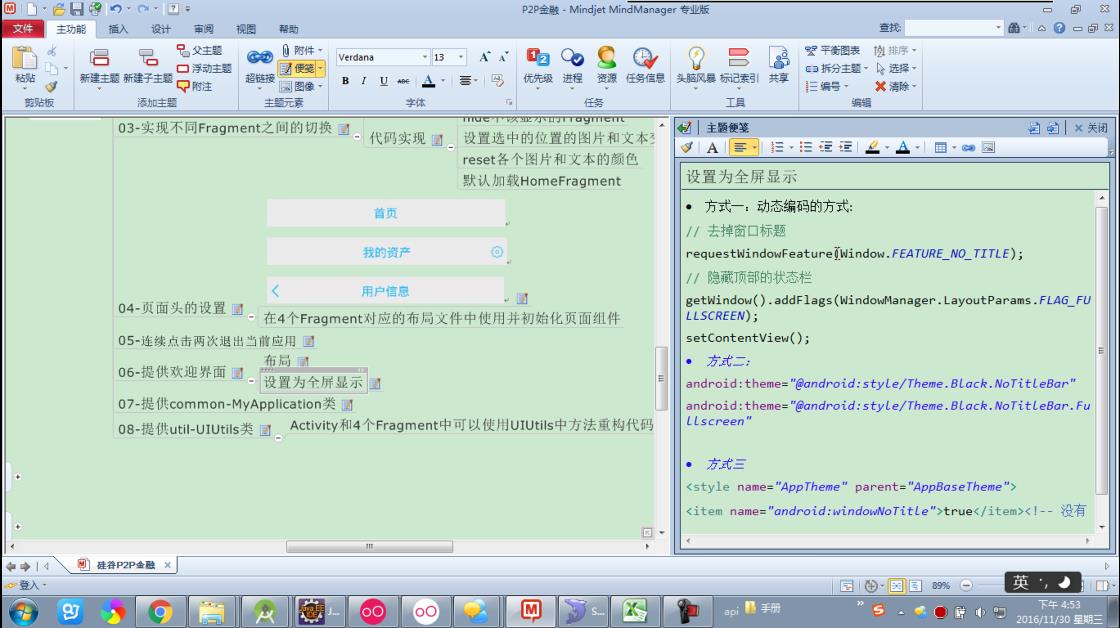 P2P金融 - Mindjet MindManager 专业版
文件 主功能 插入 设计 审阅 视图 帮助 查找:
粘贴 新建主题 新建子主题 父主题 浮动主题 附注 超链接 附件 便笺 图像 Verdana 13 优先级 进程 资源 任务信息 头脑风暴 标记索引 共享 平衡图表 拆分主题 编号 排序 选择 清除
B I U ABC A
剪贴板 添加主题 主题元素 字体 任务 工具 编辑
03-实现不同Fragment之间的切换
代码实现
hide不该显示的Fragment
设置选中的位置的图片和文本变
reset各个图片和文本的颜色
默认加载HomeFragment
首页
我的资产
用户信息
04-页面头的设置
在4个Fragment对应的布局文件中使用并初始化页面组件
05-连续点击两次退出当前应用
06-提供欢迎界面
布局
设置为全屏显示
07-提供common-MyApplication类
08-提供util-UIUtils类
Activity和4个Fragment中可以使用UIUtils中方法重构代码
主题便笺 关闭
设置为全屏显示
• 方式一：动态编码的方式:
// 去掉窗口标题
requestWindowFeature(Window.FEATURE_NO_TITLE);
// 隐藏顶部的状态栏
getWindow().addFlags(WindowManager.LayoutParams.FLAG_FU
LLSCREEN);
setContentView();
• 方式二：
android:theme="@android:style/Theme.Black.NoTitleBar"
android:theme="@android:style/Theme.Black.NoTitleBar.Fu
llscreen"
• 方式三
<style name="AppTheme" parent="AppBaseTheme">
<item name="android:windowNoTitle">true</item><!-- 没有
硅谷P2P金融
登入 89%
英
J... S... api 手册
下午 4:53
2016/11/30 星期三